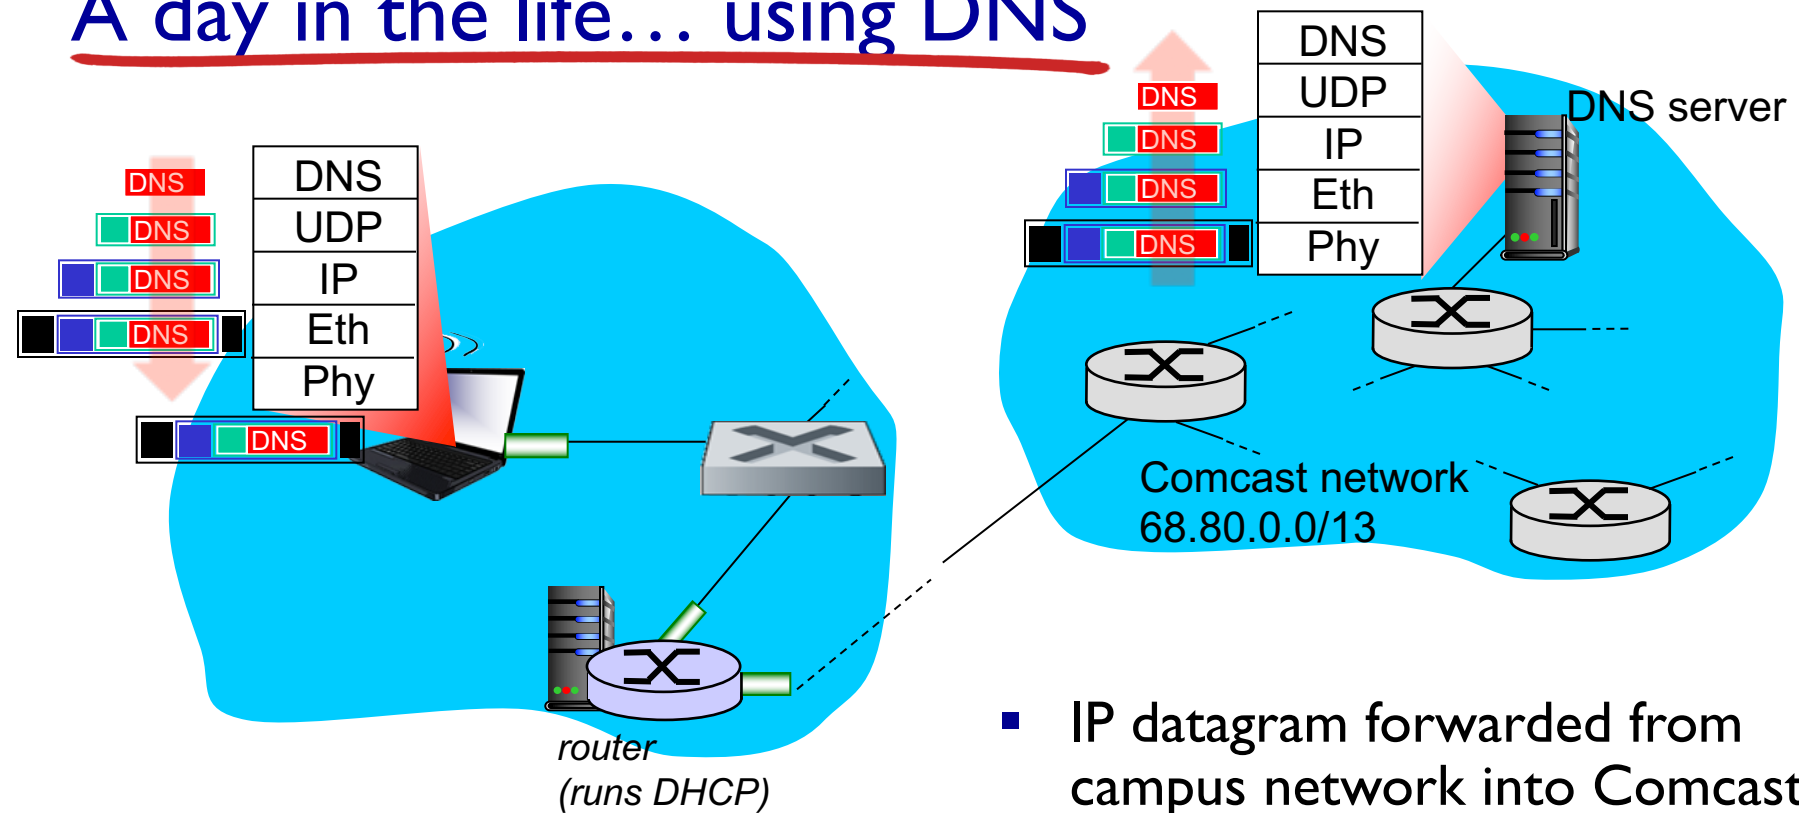 A day in the life… using DNS
DNS
UDP
IP
Eth
Phy
DNS
DNS
DNS
DNS
DNS
DNS
UDP
IP
Eth
Phy
DNS
DNS
DNS
DNS
DNS server
Comcast network
68.80.0.0/13
router
(runs DHCP)
▪ IP datagram forwarded from
campus network into Comcast